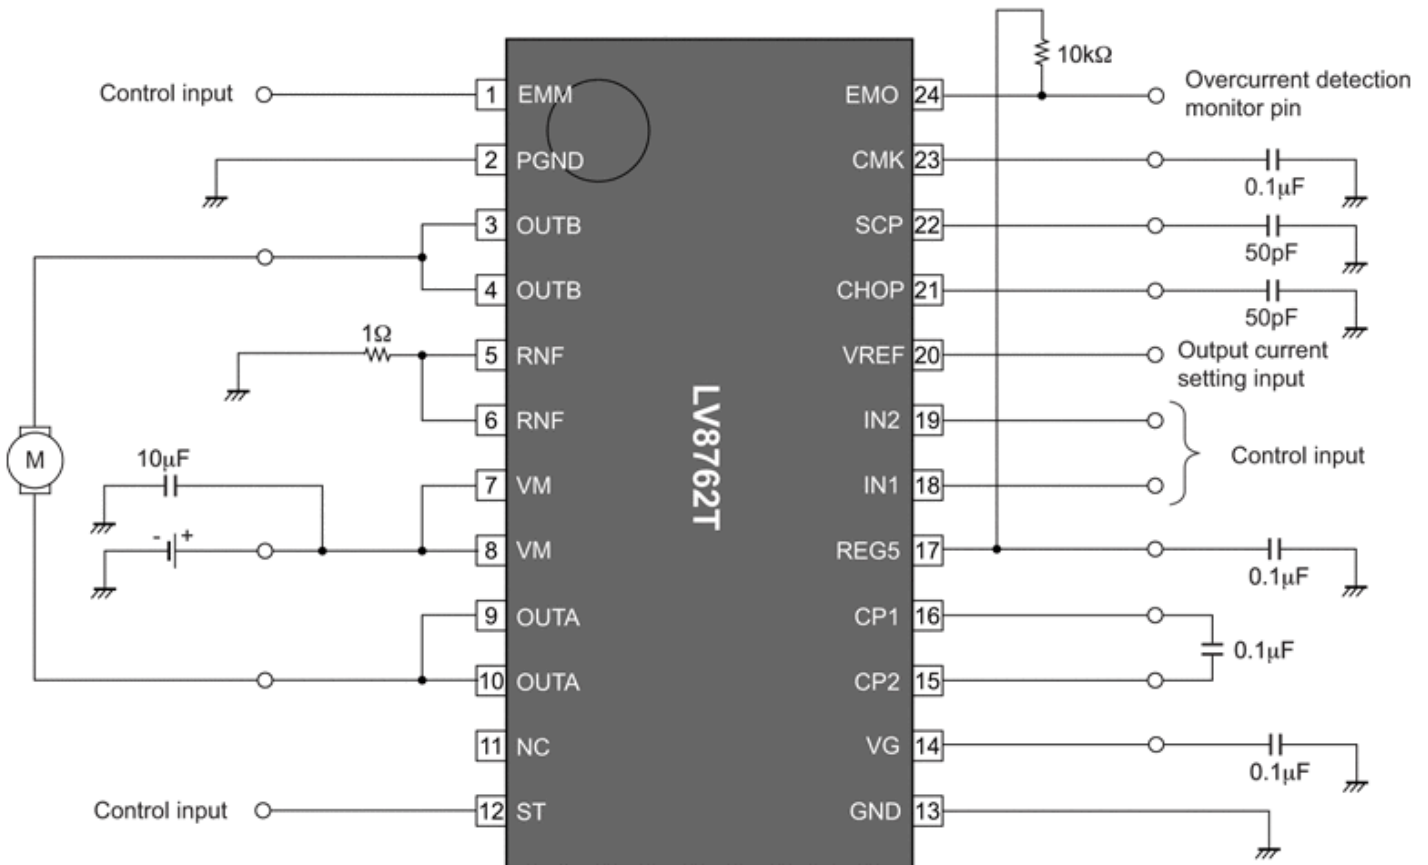 10kΩ
Control input
1 EMM
EMO 24
Overcurrent detection
monitor pin
2 PGND
CMK 23
0.1μF
3 OUTB
SCP 22
50pF
4 OUTB
CHOP 21
50pF
1Ω
5 RNF
VREF 20
Output current
setting input
6 RNF
IN2 19
LV8762T
Control input
M
10μF
7 VM
IN1 18
- +
8 VM
REG5 17
0.1μF
9 OUTA
CP1 16
0.1μF
10 OUTA
CP2 15
11 NC
VG 14
0.1μF
Control input
12 ST
GND 13